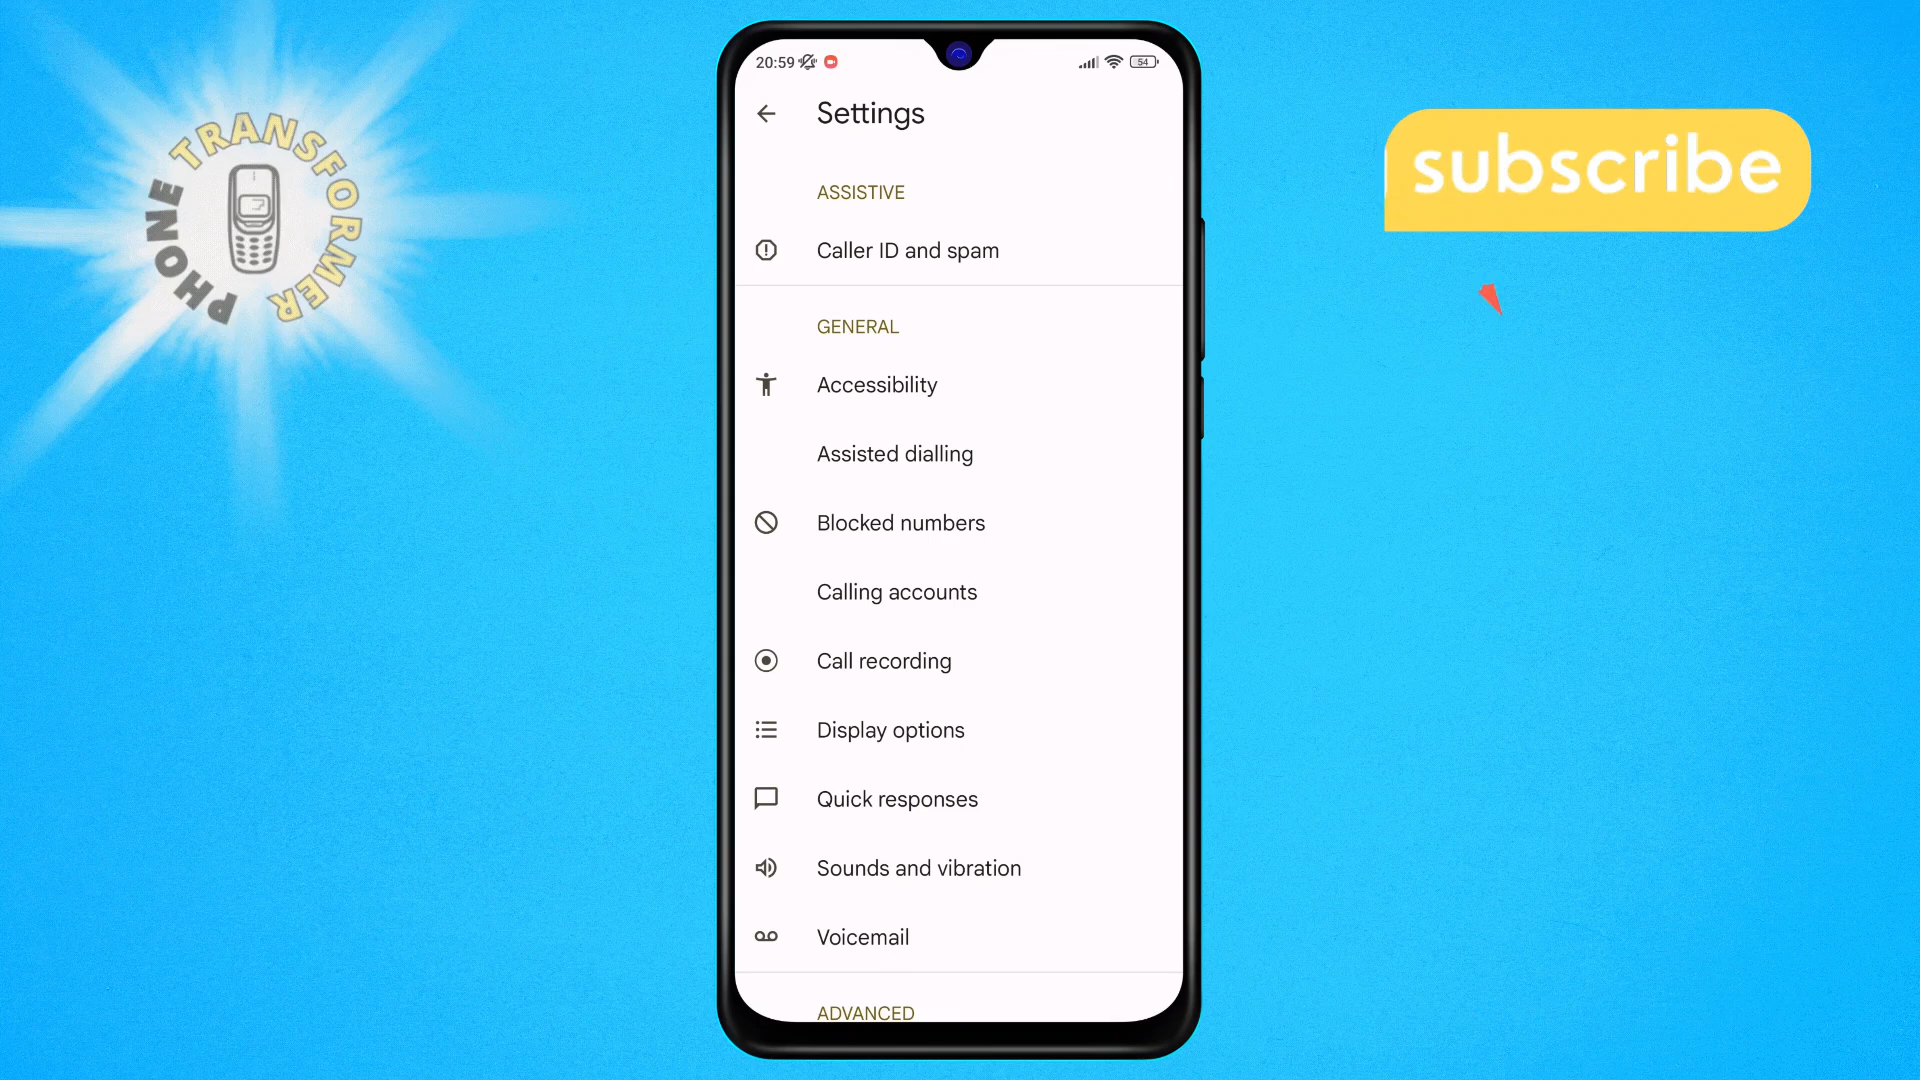 PHONE TRANSFORMER
subscribe
20:59
54
Settings
ASSISTIVE
Caller ID and spam
GENERAL
Accessibility
Assisted dialling
Blocked numbers
Calling accounts
Call recording
Display options
Quick responses
Sounds and vibration
Voicemail
ADVANCED